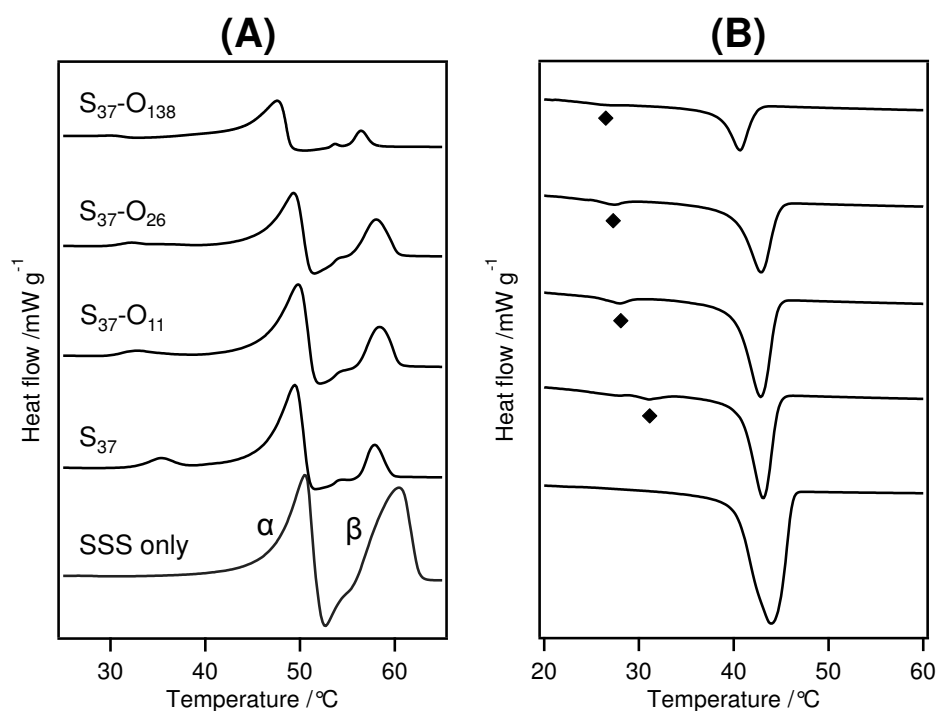 (A)
(B)
S₃₇-O₁₃₈
S₃₇-O₂₆
S₃₇-O₁₁
S₃₇
SSS only
α
β
Heat flow /mW g⁻¹
30 40 50 60
Temperature /°C
Heat flow /mW g⁻¹
20 30 40 50 60
Temperature /°C